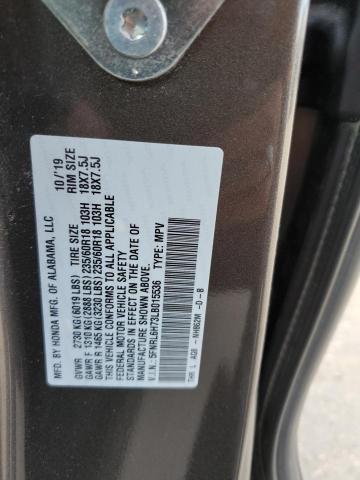 MFD. BY HONDA MFG. OF ALABAMA, LLC 10/'19
GVWR 2730 KG (6019 LBS) TIRE SIZE RIM SIZE
GAWR F 1310 KG (2888 LBS) 235/60R18 103H 18X7.5J
GAWR R 1465 KG (3230 LBS) 235/60R18 103H 18X7.5J
THIS VEHICLE CONFORMS TO ALL APPLICABLE
FEDERAL MOTOR VEHICLE SAFETY
STANDARDS IN EFFECT ON THE DATE OF
MANUFACTURE SHOWN ABOVE.
V.I.N.: 5FNRL6H73LB015536 TYPE: MPV
THR L A02 -D-B